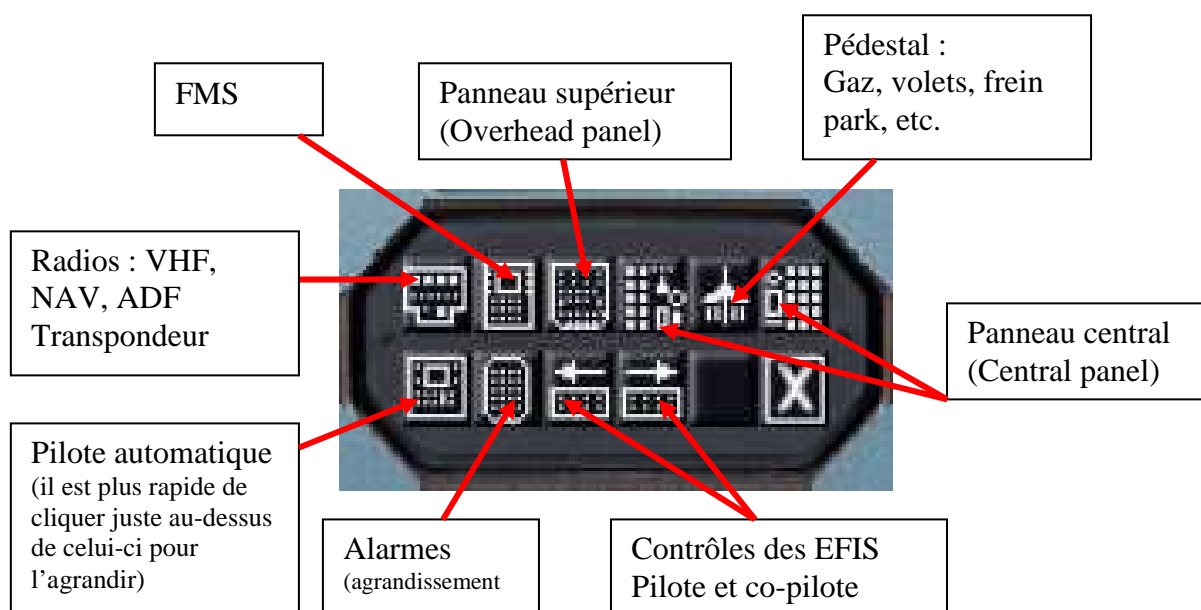 Pédestal :
Gaz, volets, frein
park, etc.
FMS
Panneau supérieur
(Overhead panel)
Radios : VHF,
NAV, ADF
Transpondeur
Panneau central
(Central panel)
X
Pilote automatique
(il est plus rapide de
cliquer juste au-dessus
de celui-ci pour
l'agrandir)
Alarmes
(agrandissement
Contrôles des EFIS
Pilote et co-pilote